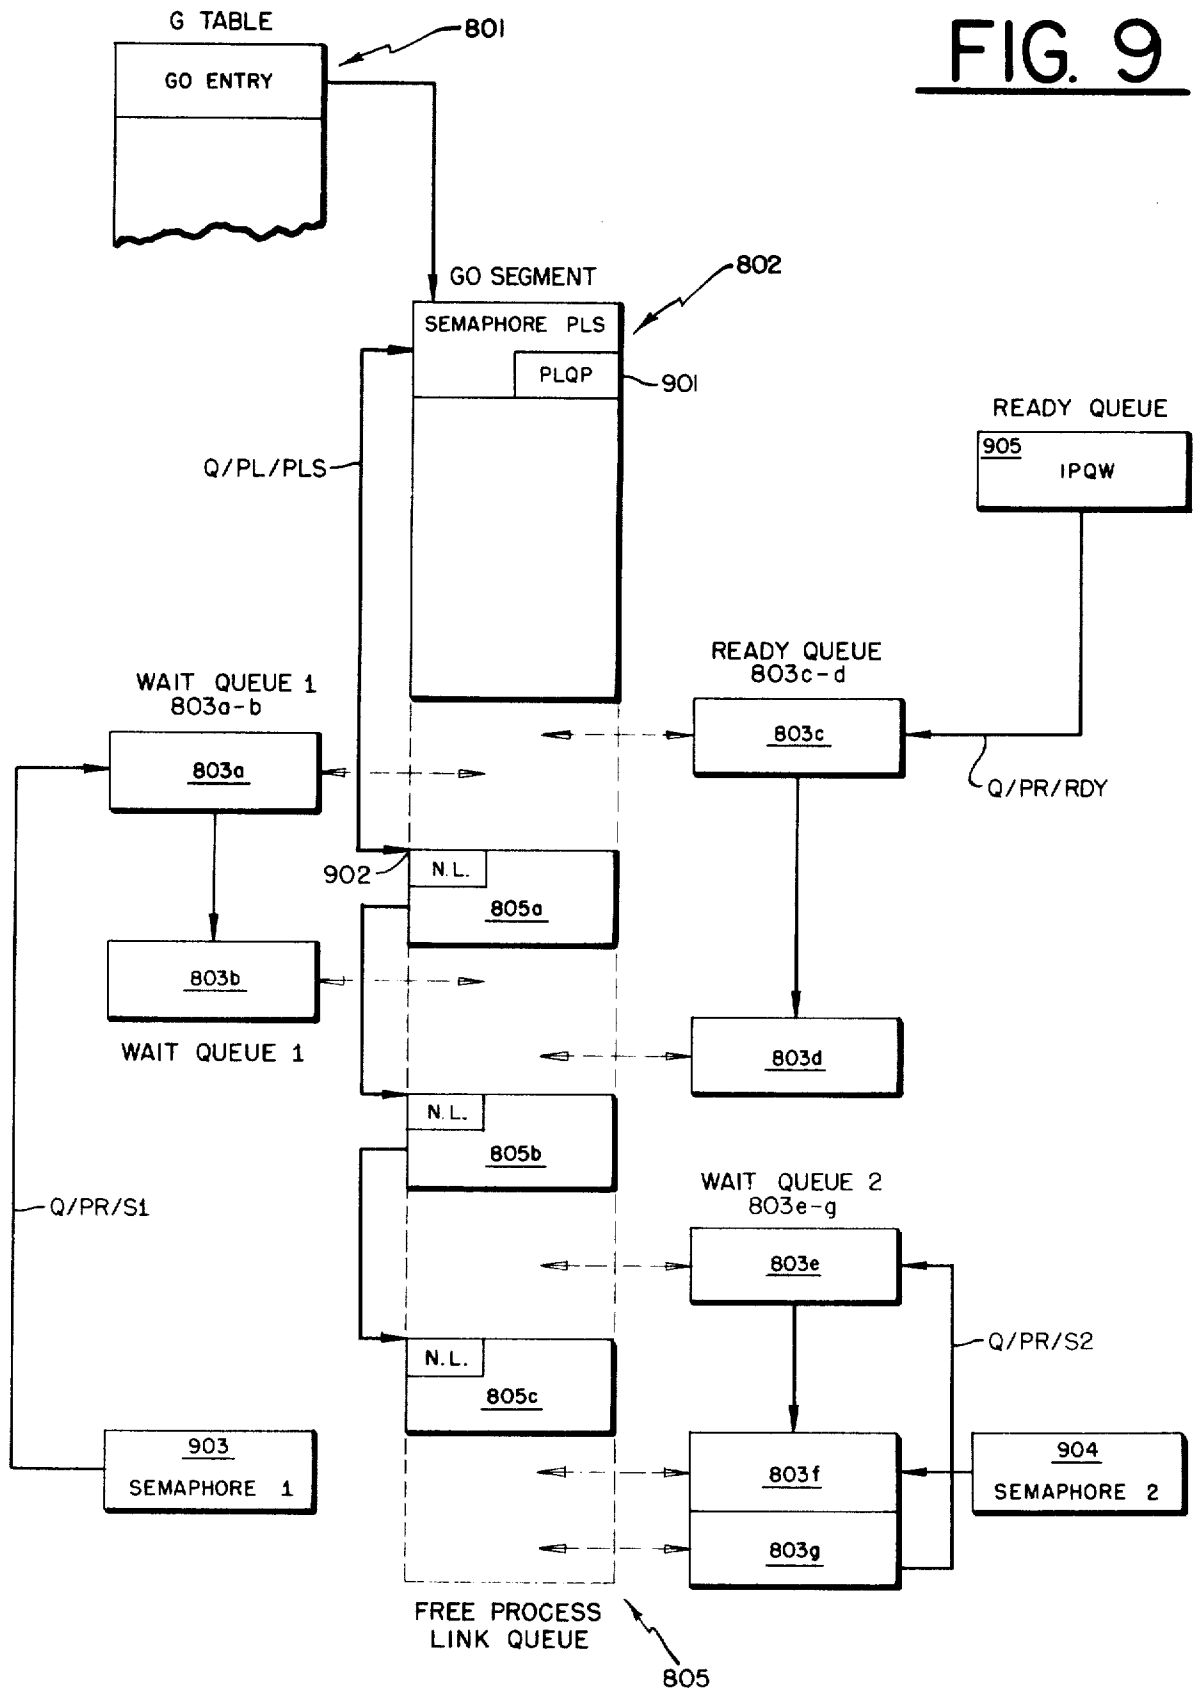 G TABLE
801
FIG. 9
GO ENTRY
GO SEGMENT
802
SEMAPHORE PLS
PLQP
901
READY QUEUE
905
IPQW
Q/PL/PLS
READY QUEUE
803c-d
WAIT QUEUE 1
803a-b
803c
803a
Q/PR/RDY
902
N.L.
805a
803b
WAIT QUEUE 1
803d
N.L.
805b
WAIT QUEUE 2
803e-g
Q/PR/S1
803e
Q/PR/S2
N.L.
805c
903
SEMAPHORE 1
803f
904
SEMAPHORE 2
803g
FREE PROCESS
LINK QUEUE
805